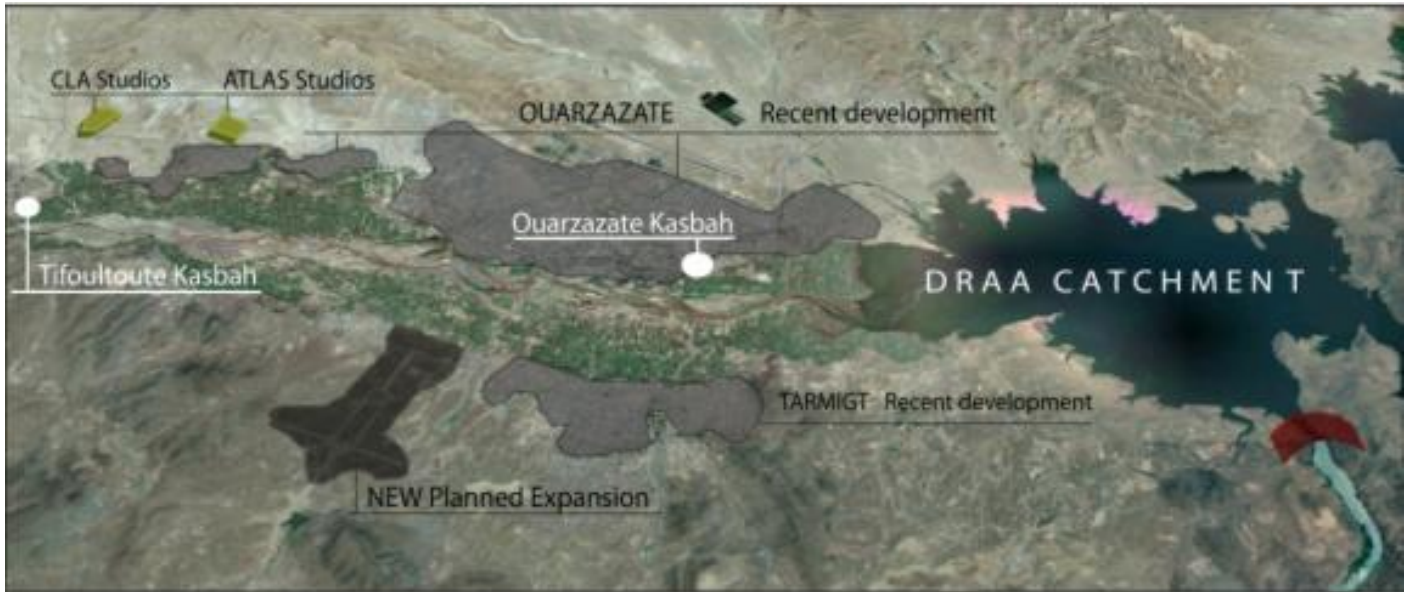 CLA Studios
ATLAS Studios
OUARZAZATE
Recent development
Ouarzazate Kasbah
Tifoultoute Kasbah
DRAA CATCHMENT
TARMIGT Recent development
NEW Planned Expansion